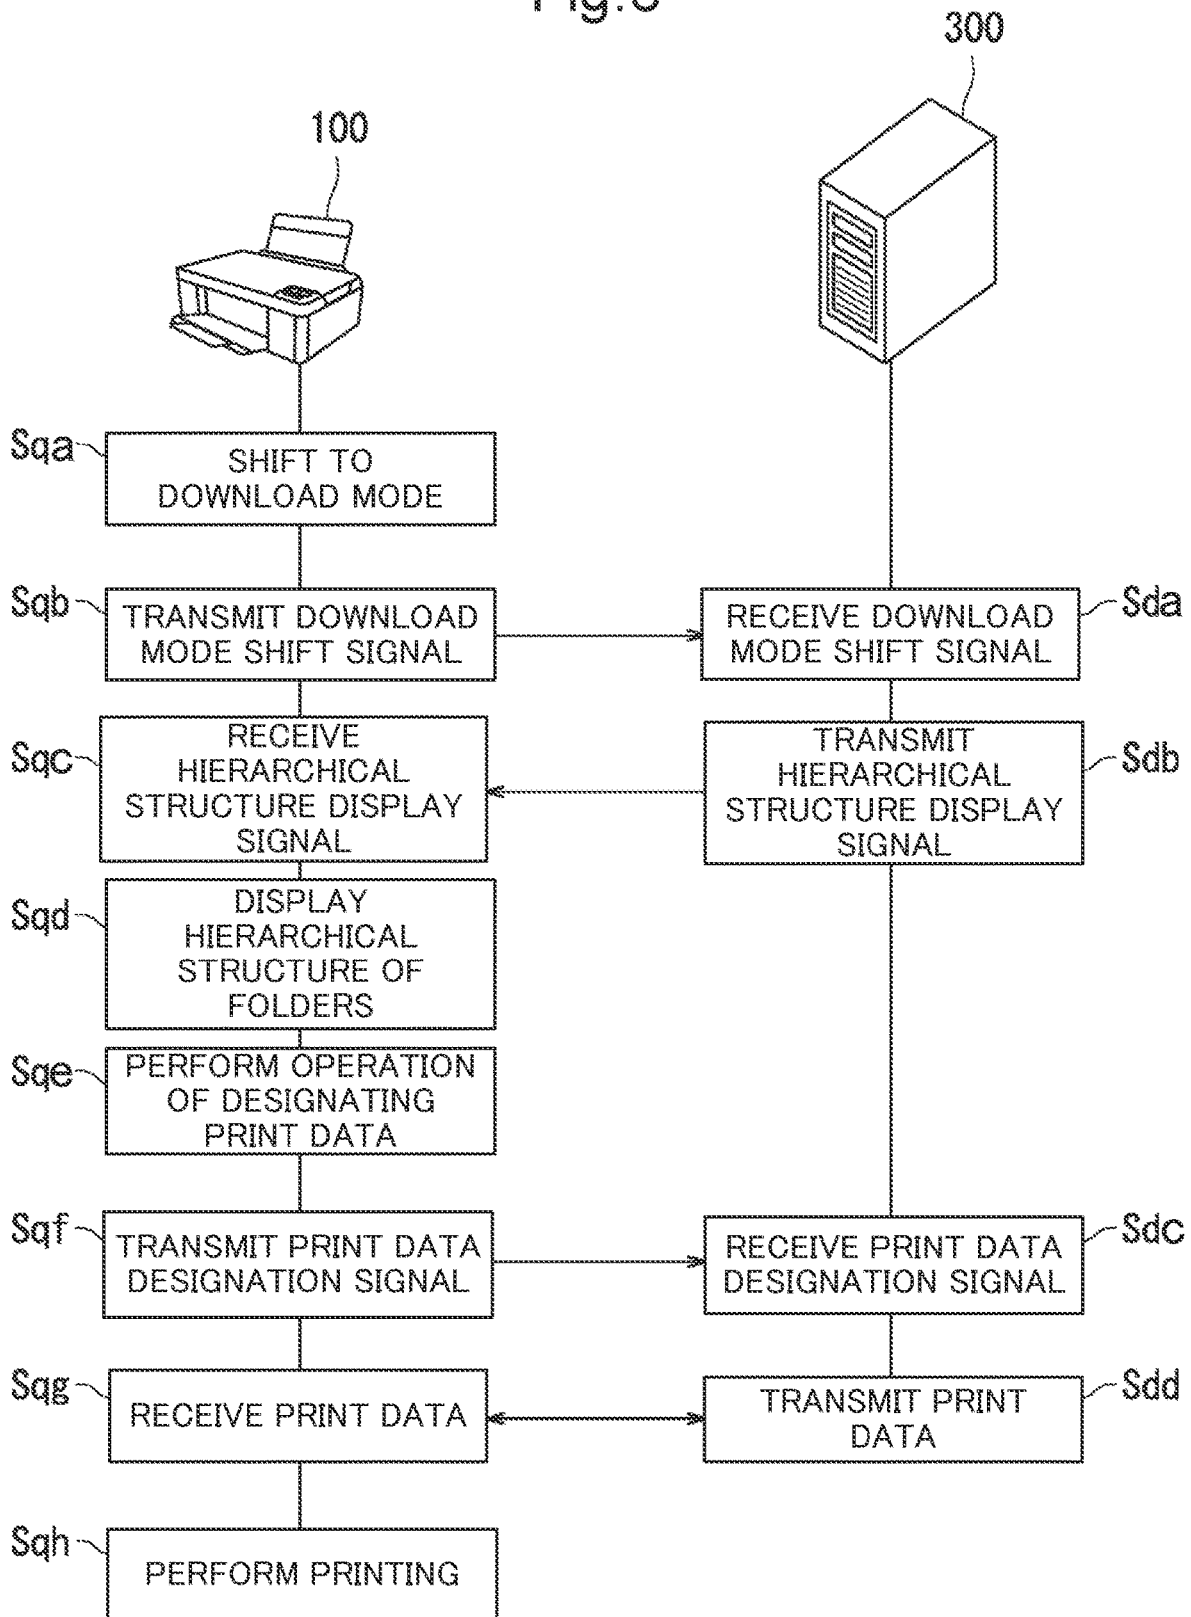 300
100
Sqa
SHIFT TO
DOWNLOAD MODE
Sqb
TRANSMIT DOWNLOAD
MODE SHIFT SIGNAL
RECEIVE DOWNLOAD
MODE SHIFT SIGNAL
Sda
Sqc
RECEIVE
HIERARCHICAL
STRUCTURE DISPLAY
SIGNAL
TRANSMIT
HIERARCHICAL
STRUCTURE DISPLAY
SIGNAL
Sdb
Sqd
DISPLAY
HIERARCHICAL
STRUCTURE OF
FOLDERS
Sqe
PERFORM OPERATION
OF DESIGNATING
PRINT DATA
Sqf
TRANSMIT PRINT DATA
DESIGNATION SIGNAL
RECEIVE PRINT DATA
DESIGNATION SIGNAL
Sdc
Sqg
RECEIVE PRINT DATA
TRANSMIT PRINT
DATA
Sdd
Sqh
PERFORM PRINTING